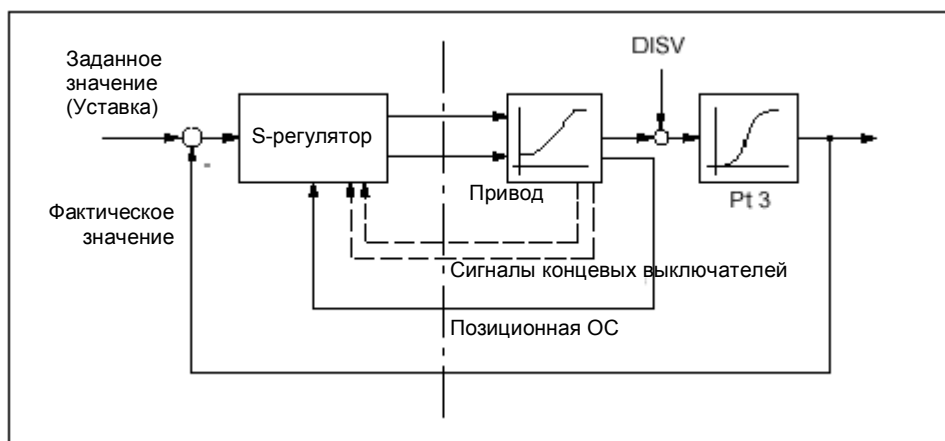 DISV
Заданное
значение
(Уставка)
S-регулятор
-
Привод
Pt 3
Фактическое
значение
Сигналы концевых выключателей
Позиционная ОС